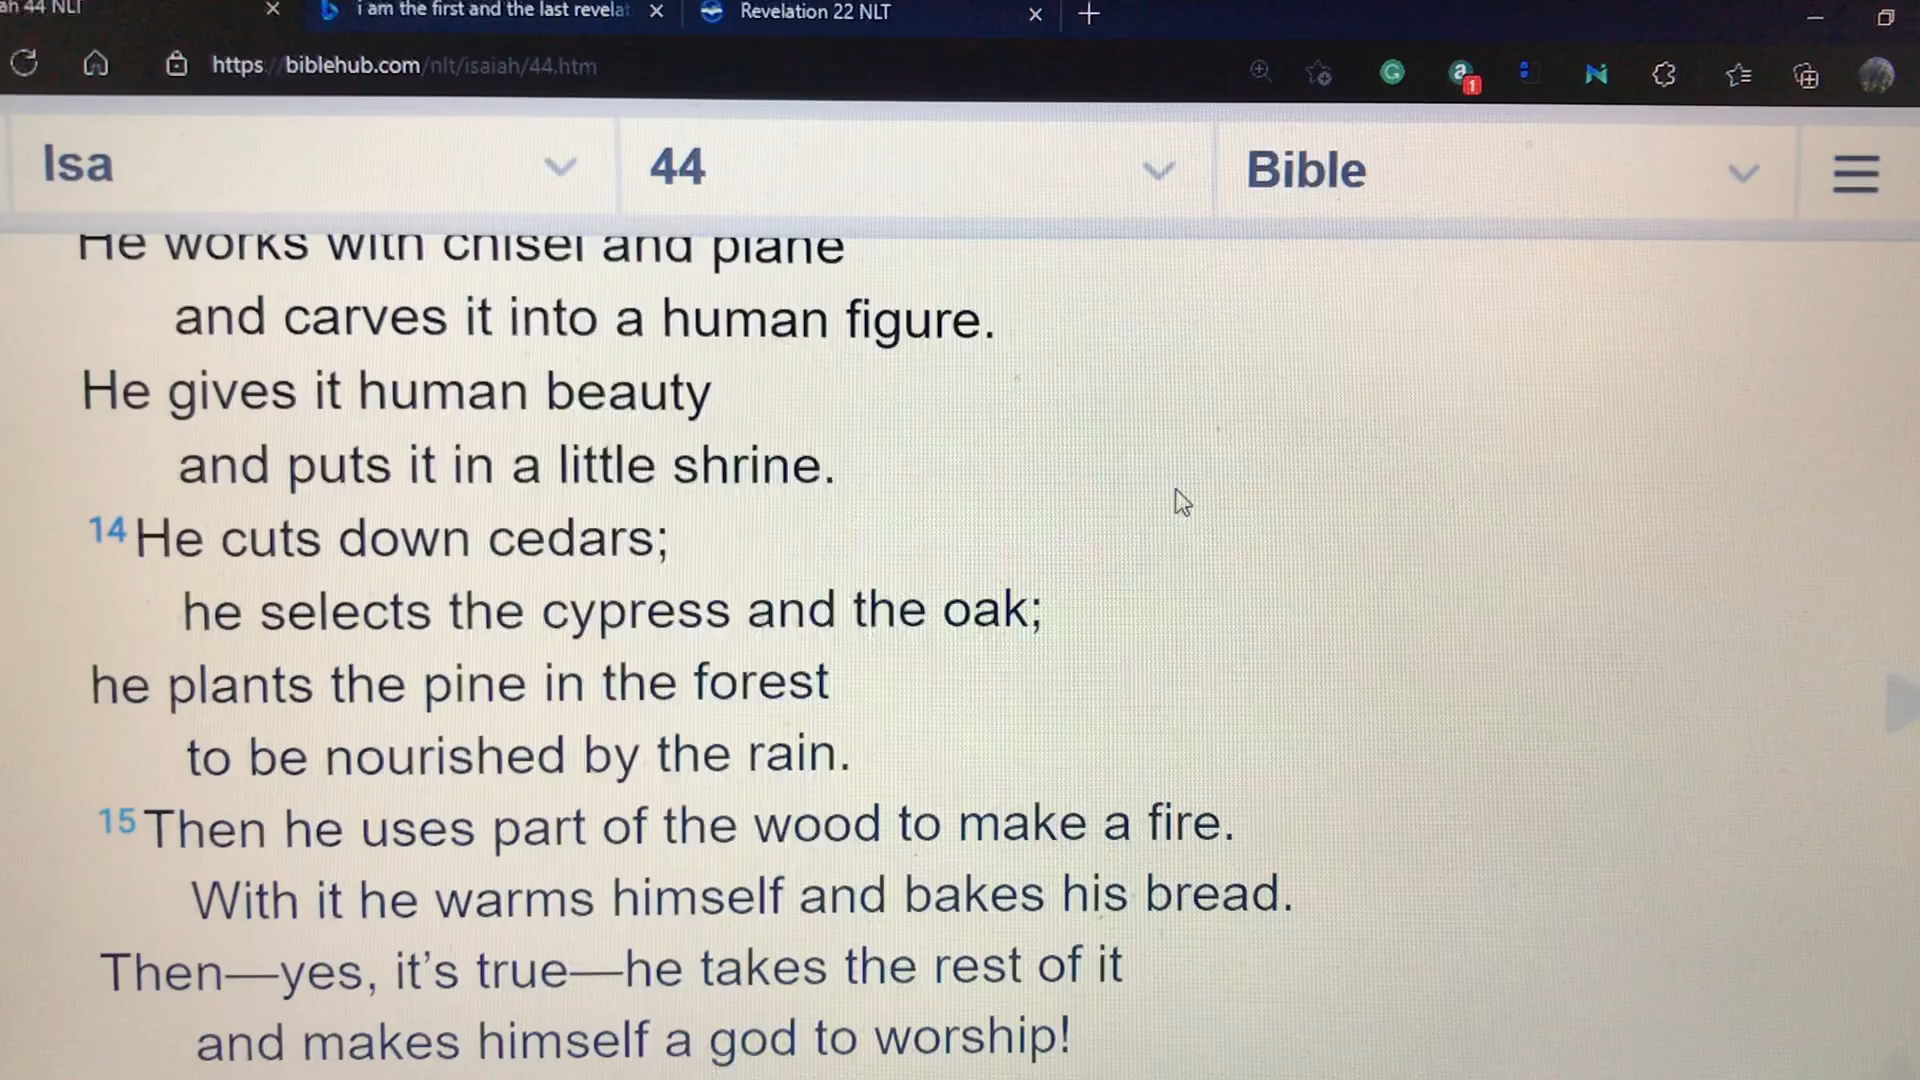 ah 44 NLT
i am the first and the last revelat
Revelation 22 NLT
https biblehub.com/nlt/isaiah/44.htm
a
1
Isa
44
Bible
He works with chisel and plane
and carves it into a human figure.
He gives it human beauty
and puts it in a little shrine.
14 He cuts down cedars;
he selects the cypress and the oak;
he plants the pine in the forest
to be nourished by the rain.
15 Then he uses part of the wood to make a fire.
With it he warms himself and bakes his bread.
Then—yes, it’s true—he takes the rest of it
and makes himself a god to worship!